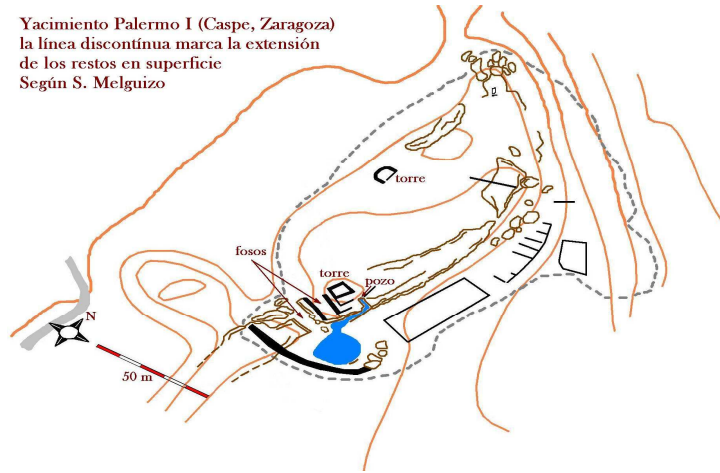 Yacimiento Palermo I (Caspe, Zaragoza)
la línea discontínua marca la extensión
de los restos en superficie
Según S. Melguizo
torre
fosos
torre
pozo
N
50 m